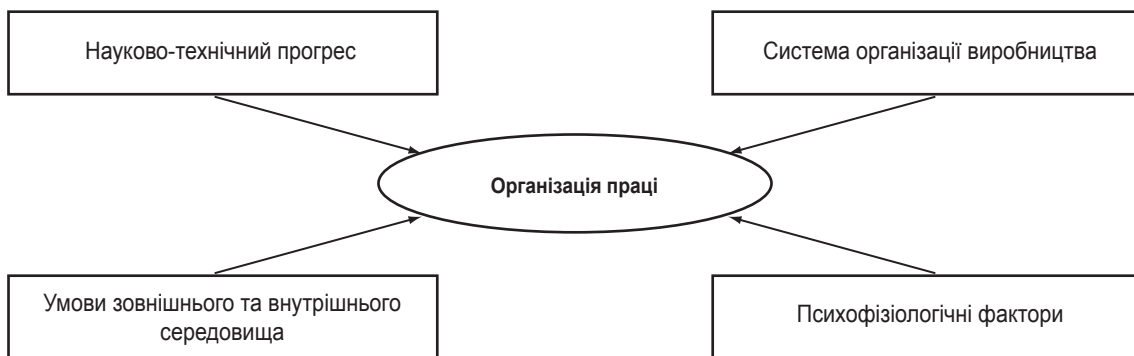 Науково-технічний прогрес
Система організації виробництва
Організація праці
Умови зовнішнього та внутрішнього
середовища
Психофізіологічні фактори